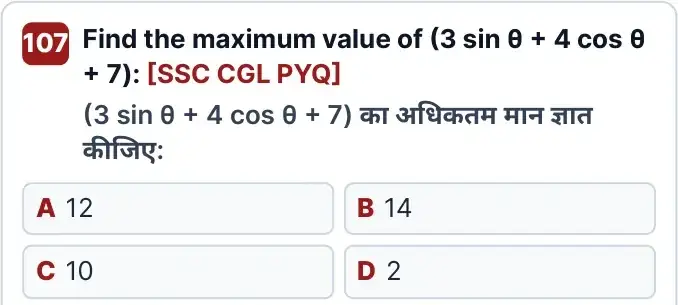 107 Find the maximum value of (3 sin θ + 4 cos θ
+ 7): [SSC CGL PYQ]
(3 sin θ + 4 cos θ + 7) का अधिकतम मान ज्ञात
कीजिए:
A 12 B 14
C 10 D 2